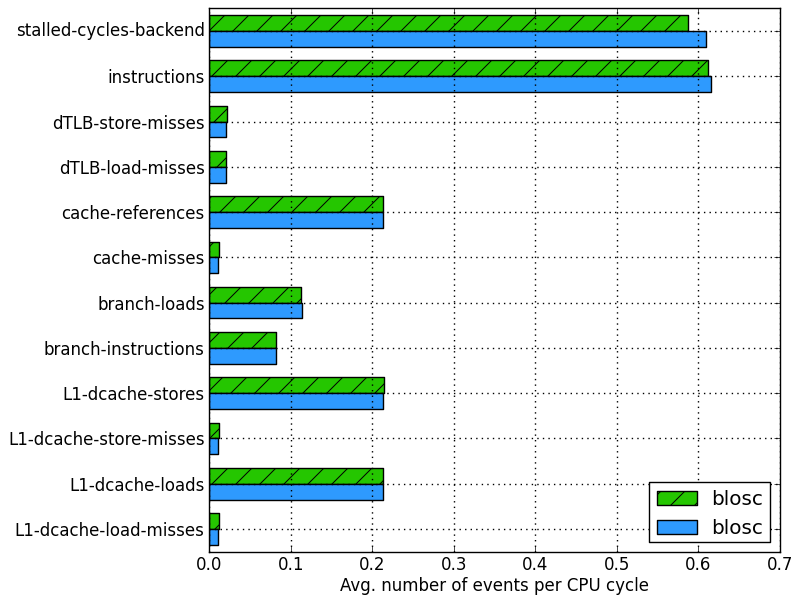 stalled-cycles-backend
instructions
dTLB-store-misses
dTLB-load-misses
cache-references
cache-misses
branch-loads
branch-instructions
L1-dcache-stores
L1-dcache-store-misses
L1-dcache-loads
L1-dcache-load-misses
blosc
blosc
0.0 0.1 0.2 0.3 0.4 0.5 0.6 0.7
Avg. number of events per CPU cycle